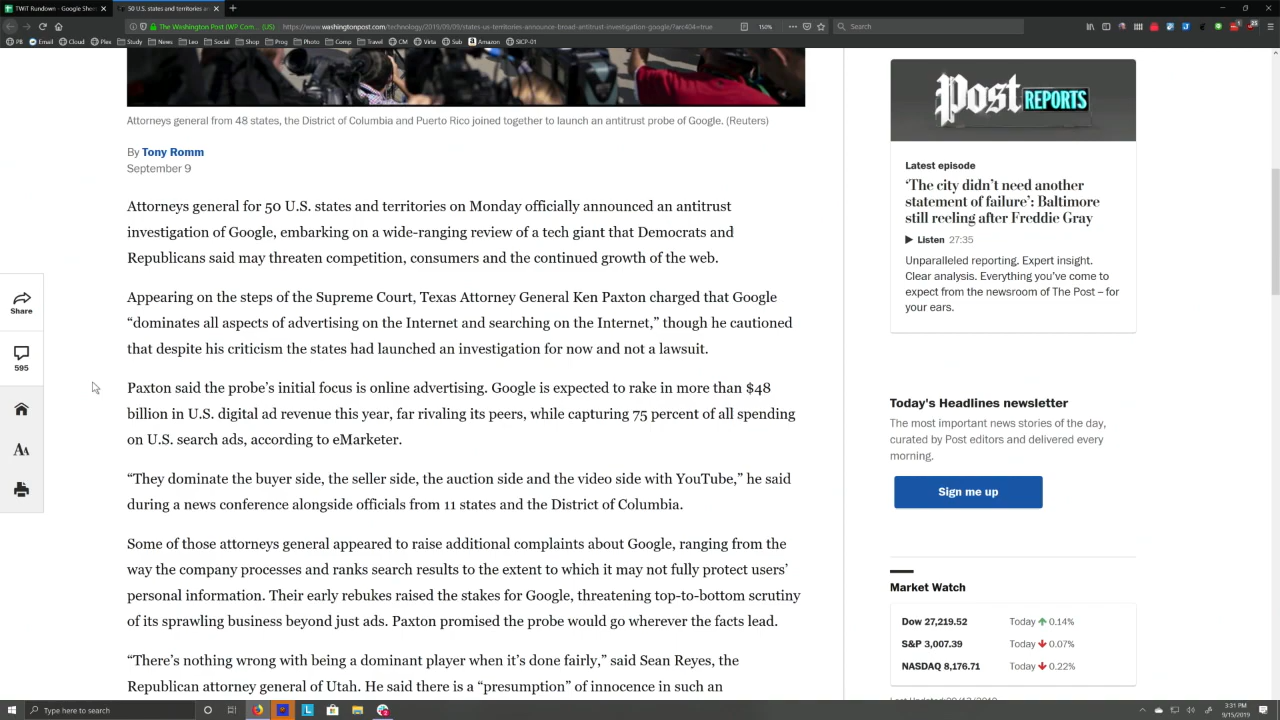 TWiT Rundown - Google Shee
50 U.S. states and territories an
The Washington Post (WP Com... (US)
https://www.washingtonpost.com/technology/2019/09/09/states-us-territories-announce-broad-antitrust-investigation-google/?arc404=true
150%
Search
PB
Email
Cloud
Plex
Study
News
Leo
Social
Shop
Prog
Photo
Comp
Travel
CM
Virta
Sub
Amazon
SICP-01
Attorneys general from 48 states, the District of Columbia and Puerto Rico joined together to launch an antitrust probe of Google. (Reuters)
By Tony Romm
September 9
Attorneys general for 50 U.S. states and territories on Monday officially announced an antitrust
investigation of Google, embarking on a wide-ranging review of a tech giant that Democrats and
Republicans said may threaten competition, consumers and the continued growth of the web.
Appearing on the steps of the Supreme Court, Texas Attorney General Ken Paxton charged that Google
“dominates all aspects of advertising on the Internet and searching on the Internet,” though he cautioned
that despite his criticism the states had launched an investigation for now and not a lawsuit.
Paxton said the probe’s initial focus is online advertising. Google is expected to rake in more than $48
billion in U.S. digital ad revenue this year, far rivaling its peers, while capturing 75 percent of all spending
on U.S. search ads, according to eMarketer.
“They dominate the buyer side, the seller side, the auction side and the video side with YouTube,” he said
during a news conference alongside officials from 11 states and the District of Columbia.
Some of those attorneys general appeared to raise additional complaints about Google, ranging from the
way the company processes and ranks search results to the extent to which it may not fully protect users’
personal information. Their early rebukes raised the stakes for Google, threatening top-to-bottom scrutiny
of its sprawling business beyond just ads. Paxton promised the probe would go wherever the facts lead.
“There’s nothing wrong with being a dominant player when it’s done fairly,” said Sean Reyes, the
Republican attorney general of Utah. He said there is a “presumption” of innocence in such an
Share
595
AA
Post REPORTS
Latest episode
‘The city didn’t need another
statement of failure’: Baltimore
still reeling after Freddie Gray
Listen 27:35
Unparalleled reporting. Expert insight.
Clear analysis. Everything you’ve come to
expect from the newsroom of The Post – for
your ears.
Today's Headlines newsletter
The most important news stories of the day,
curated by Post editors and delivered every
morning.
Sign me up
Market Watch
Dow 27,219.52 Today 0.14%
S&P 3,007.39 Today 0.07%
NASDAQ 8,176.71 Today 0.22%
Type here to search
3:31 PM
9/15/2019